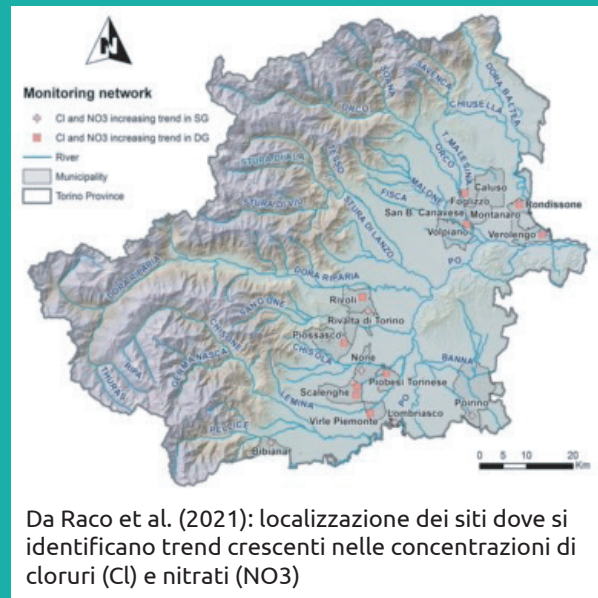 Monitoring network
Cl and NO3 increasing trend in SG
Cl and NO3 increasing trend in DG
River
Municipality
Torino Province
ORCO
SOANA
SAVENCA
DORA BALTEA
CHIUSELLA
T. MALESINA
ORCO
STURA DI ALA
TESSO
MALONE
FISCA
Caluso
Foglizzo
Rondissone
San B. Canavese
Montanaro
STURA DI VIU
STURA DI LANZO
Volpiano
Verolengo
PO
DORA RIPARIA
DORA RIPARIA
Rivoli
SANGONE
Rivalta di Torino
Piossasco
CHISONE
CHISOLA
None
BANNA
GERMANASCA
RIPA
THURAS
Scalenghe
Piobesi Torinese
Poirino
LEMINA
PO
Virle Piemonte
Lombriasco
PELLICE
Bibiana
0 5 10 20
Km
Da Raco et al. (2021): localizzazione dei siti dove si
identificano trend crescenti nelle concentrazioni di
cloruri (Cl) e nitrati (NO3)